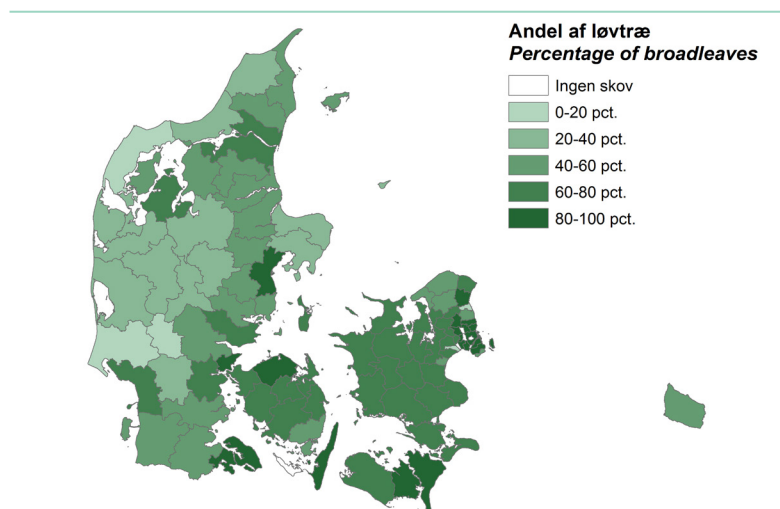 Andel af løvtræ
Percentage of broadleaves
Ingen skov
0-20 pct.
20-40 pct.
40-60 pct.
60-80 pct.
80-100 pct.